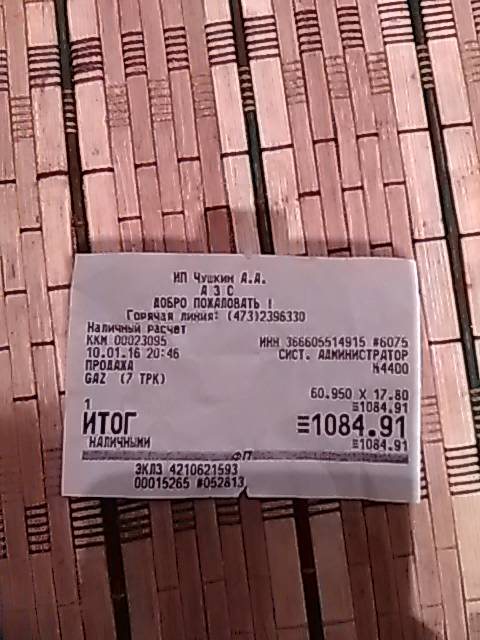 ИП Чушкин А.А.
А З С
ДОБРО ПОЖАЛОВАТЬ !
Горячая линия: (473)2396330
Наличный расчет
ККМ 00023095 ИНН 366605514915 #6075
10.01.16 20:46 СИСТ. АДМИНИСТРАТОР
ПРОДАЖА №4400
GAZ (7 ТРК)
60.950 X 17.80
1 ≡1084.91
ИТОГ ≡1084.91
НАЛИЧНЫМИ ≡1084.91
ФП
ЭКЛЗ 4210621593
00015265 #052813